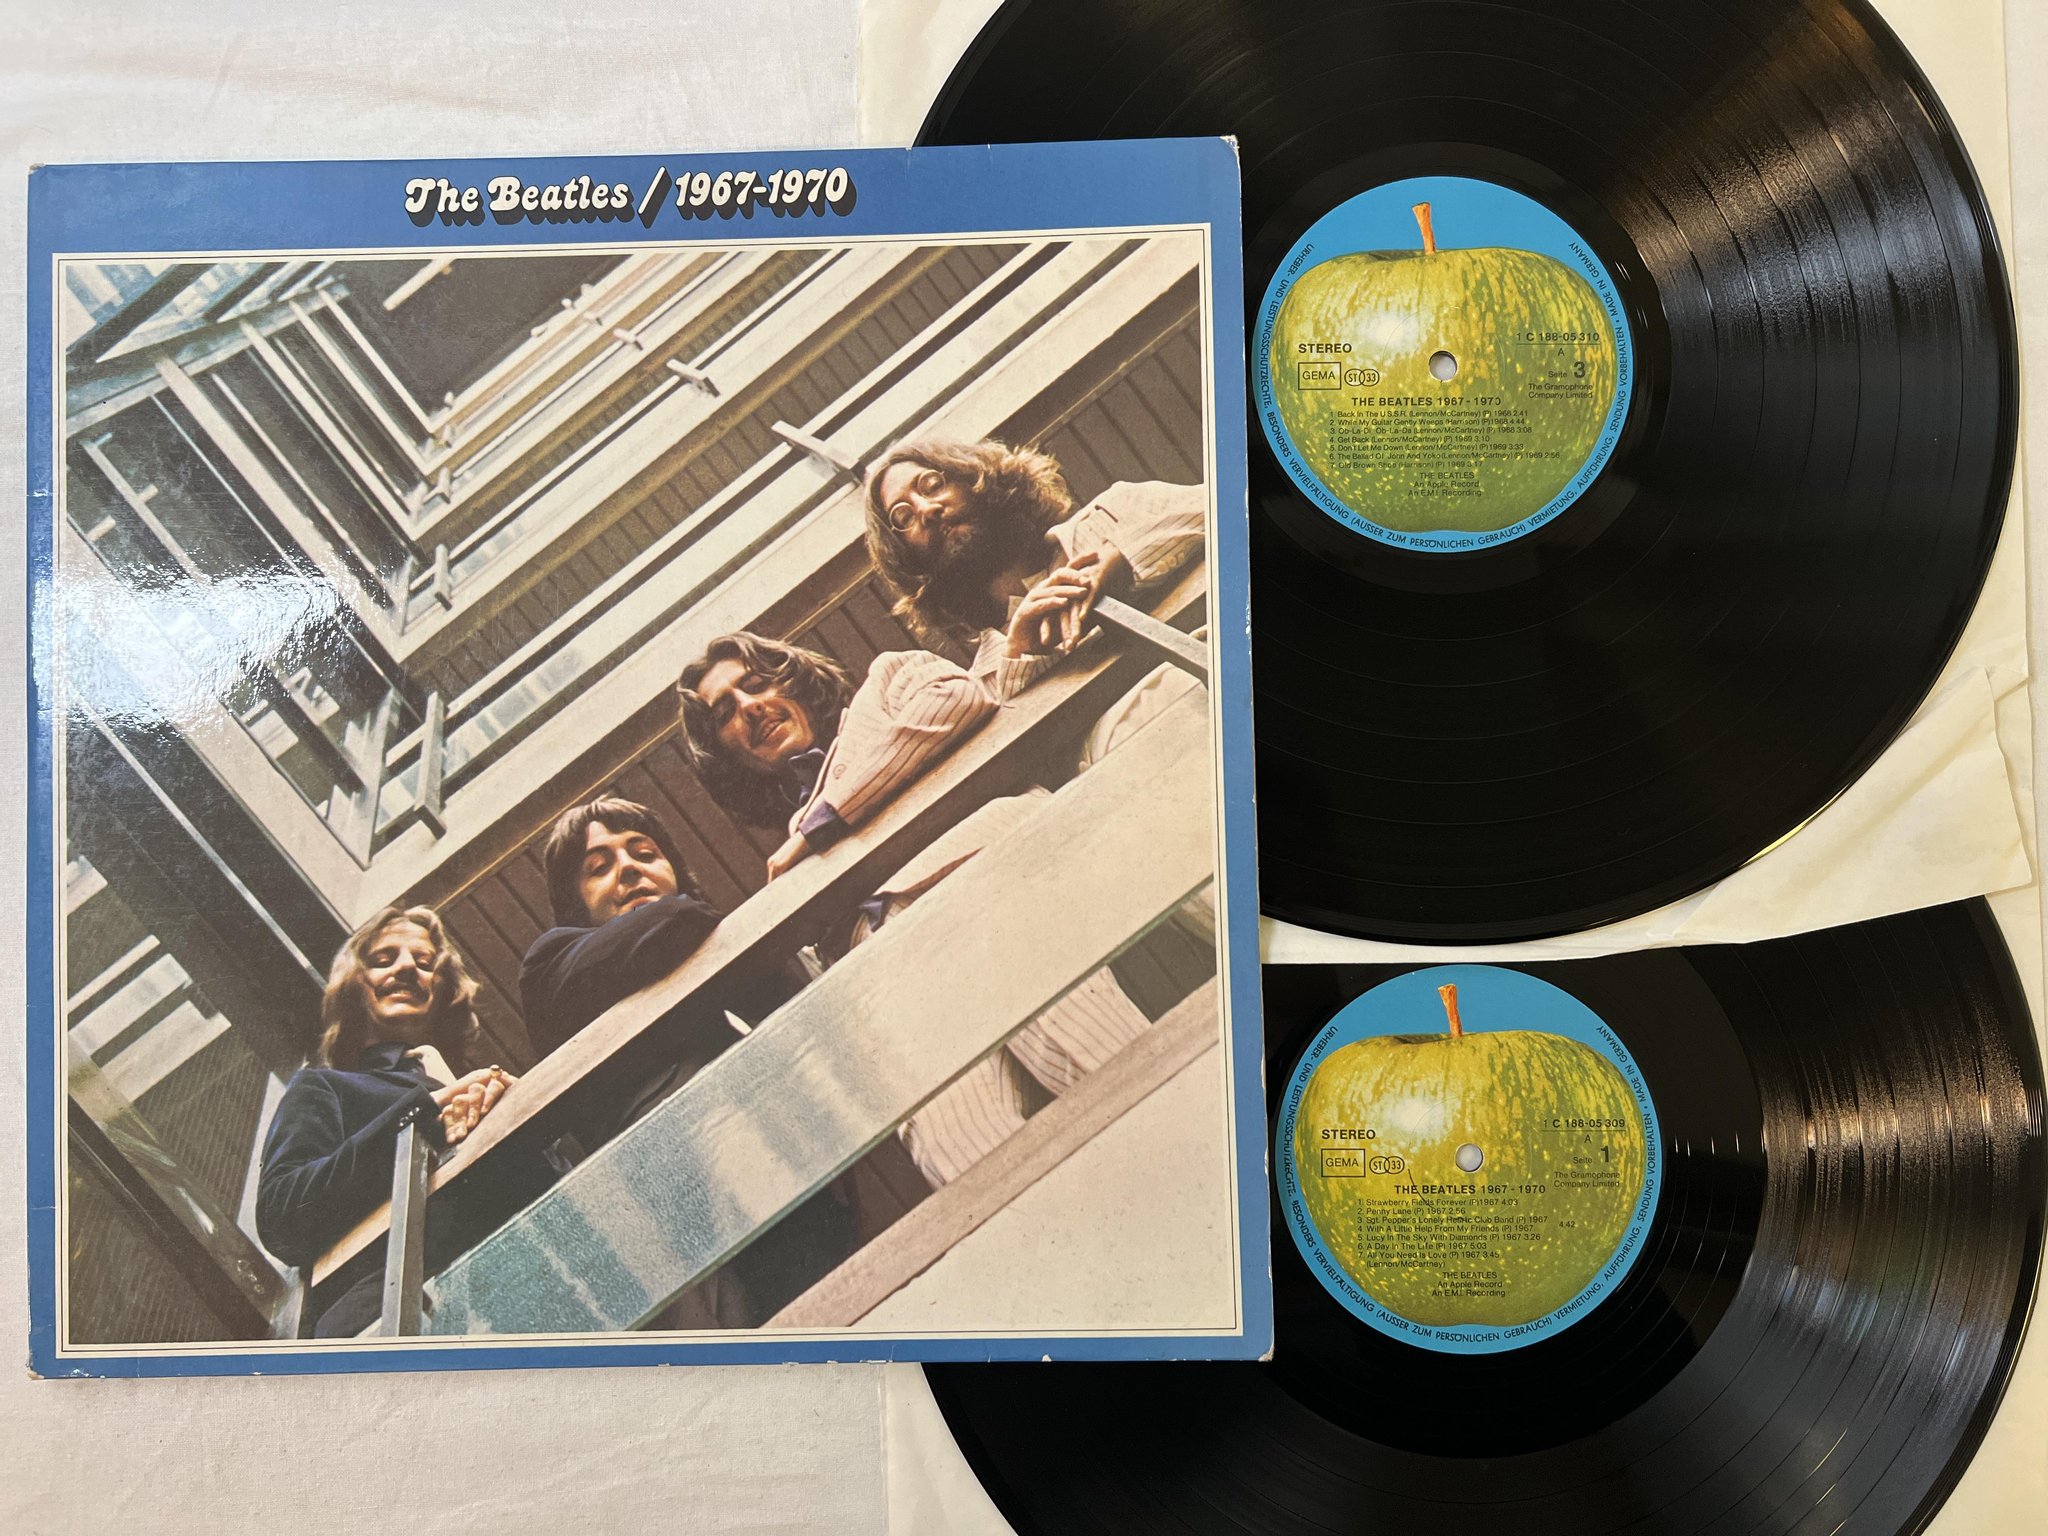 The Beatles / 1967-1970
URHEBER- UND LEISTUNGSSCHUTZRECHTE, BESONDERS VERVIELFÄLTIGUNG (AUSSER ZUM PERSÖNLICHEN GEBRAUCH) VERMIETUNG, AUFFÜHRUNG, SENDUNG VORBEHALTEN • MADE IN GERMANY
STEREO
1 C 188-05 310
A
GEMA
ST 33
Seite 3
The Gramophone
Company Limited
THE BEATLES 1967 - 1970
1. Back In The U.S.S.R. (Lennon/McCartney) (P) 1968 2:41
2. While My Guitar Gently Weeps (Harrison) (P) 1968 4:44
3. Ob-La-Di Ob-La-Da (Lennon/McCartney) (P) 1968 3:08
4. Get Back (Lennon/McCartney) (P) 1969 3:10
5. Don't Let Me Down (Lennon/McCartney) (P) 1969 3:33
6. The Ballad Of John And Yoko (Lennon/McCartney) (P) 1969 2:56
7. Old Brown Shoe (Harrison) (P) 1969 3:17
THE BEATLES
An Apple Record
An E.M.I. Recording
URHEBER- UND LEISTUNGSSCHUTZRECHTE, BESONDERS VERVIELFÄLTIGUNG (AUSSER ZUM PERSÖNLICHEN GEBRAUCH) VERMIETUNG, AUFFÜHRUNG, SENDUNG VORBEHALTEN • MADE IN GERMANY
STEREO
1 C 188-05 309
A
GEMA
ST 33
Seite 1
The Gramophone
Company Limited
THE BEATLES 1967 - 1970
1. Strawberry Fields Forever (P) 1967 4:03
2. Penny Lane (P) 1967 2:56
3. Sgt. Pepper's Lonely Hearts Club Band (P) 1967
4. With A Little Help From My Friends (P) 1967 4:42
5. Lucy In The Sky With Diamonds (P) 1967 3:26
6. A Day In The Life (P) 1967 5:03
7. All You Need Is Love (P) 1967 3:45
(Lennon/McCartney)
THE BEATLES
An Apple Record
An E.M.I. Recording